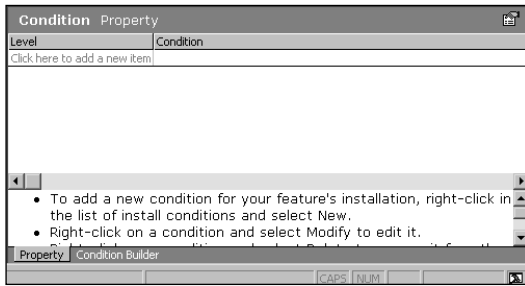 Condition Property
Level Condition
Click here to add a new item
• To add a new condition for your feature's installation, right-click in
the list of install conditions and select New.
• Right-click on a condition and select Modify to edit it.
Property Condition Builder
CAPS NUM